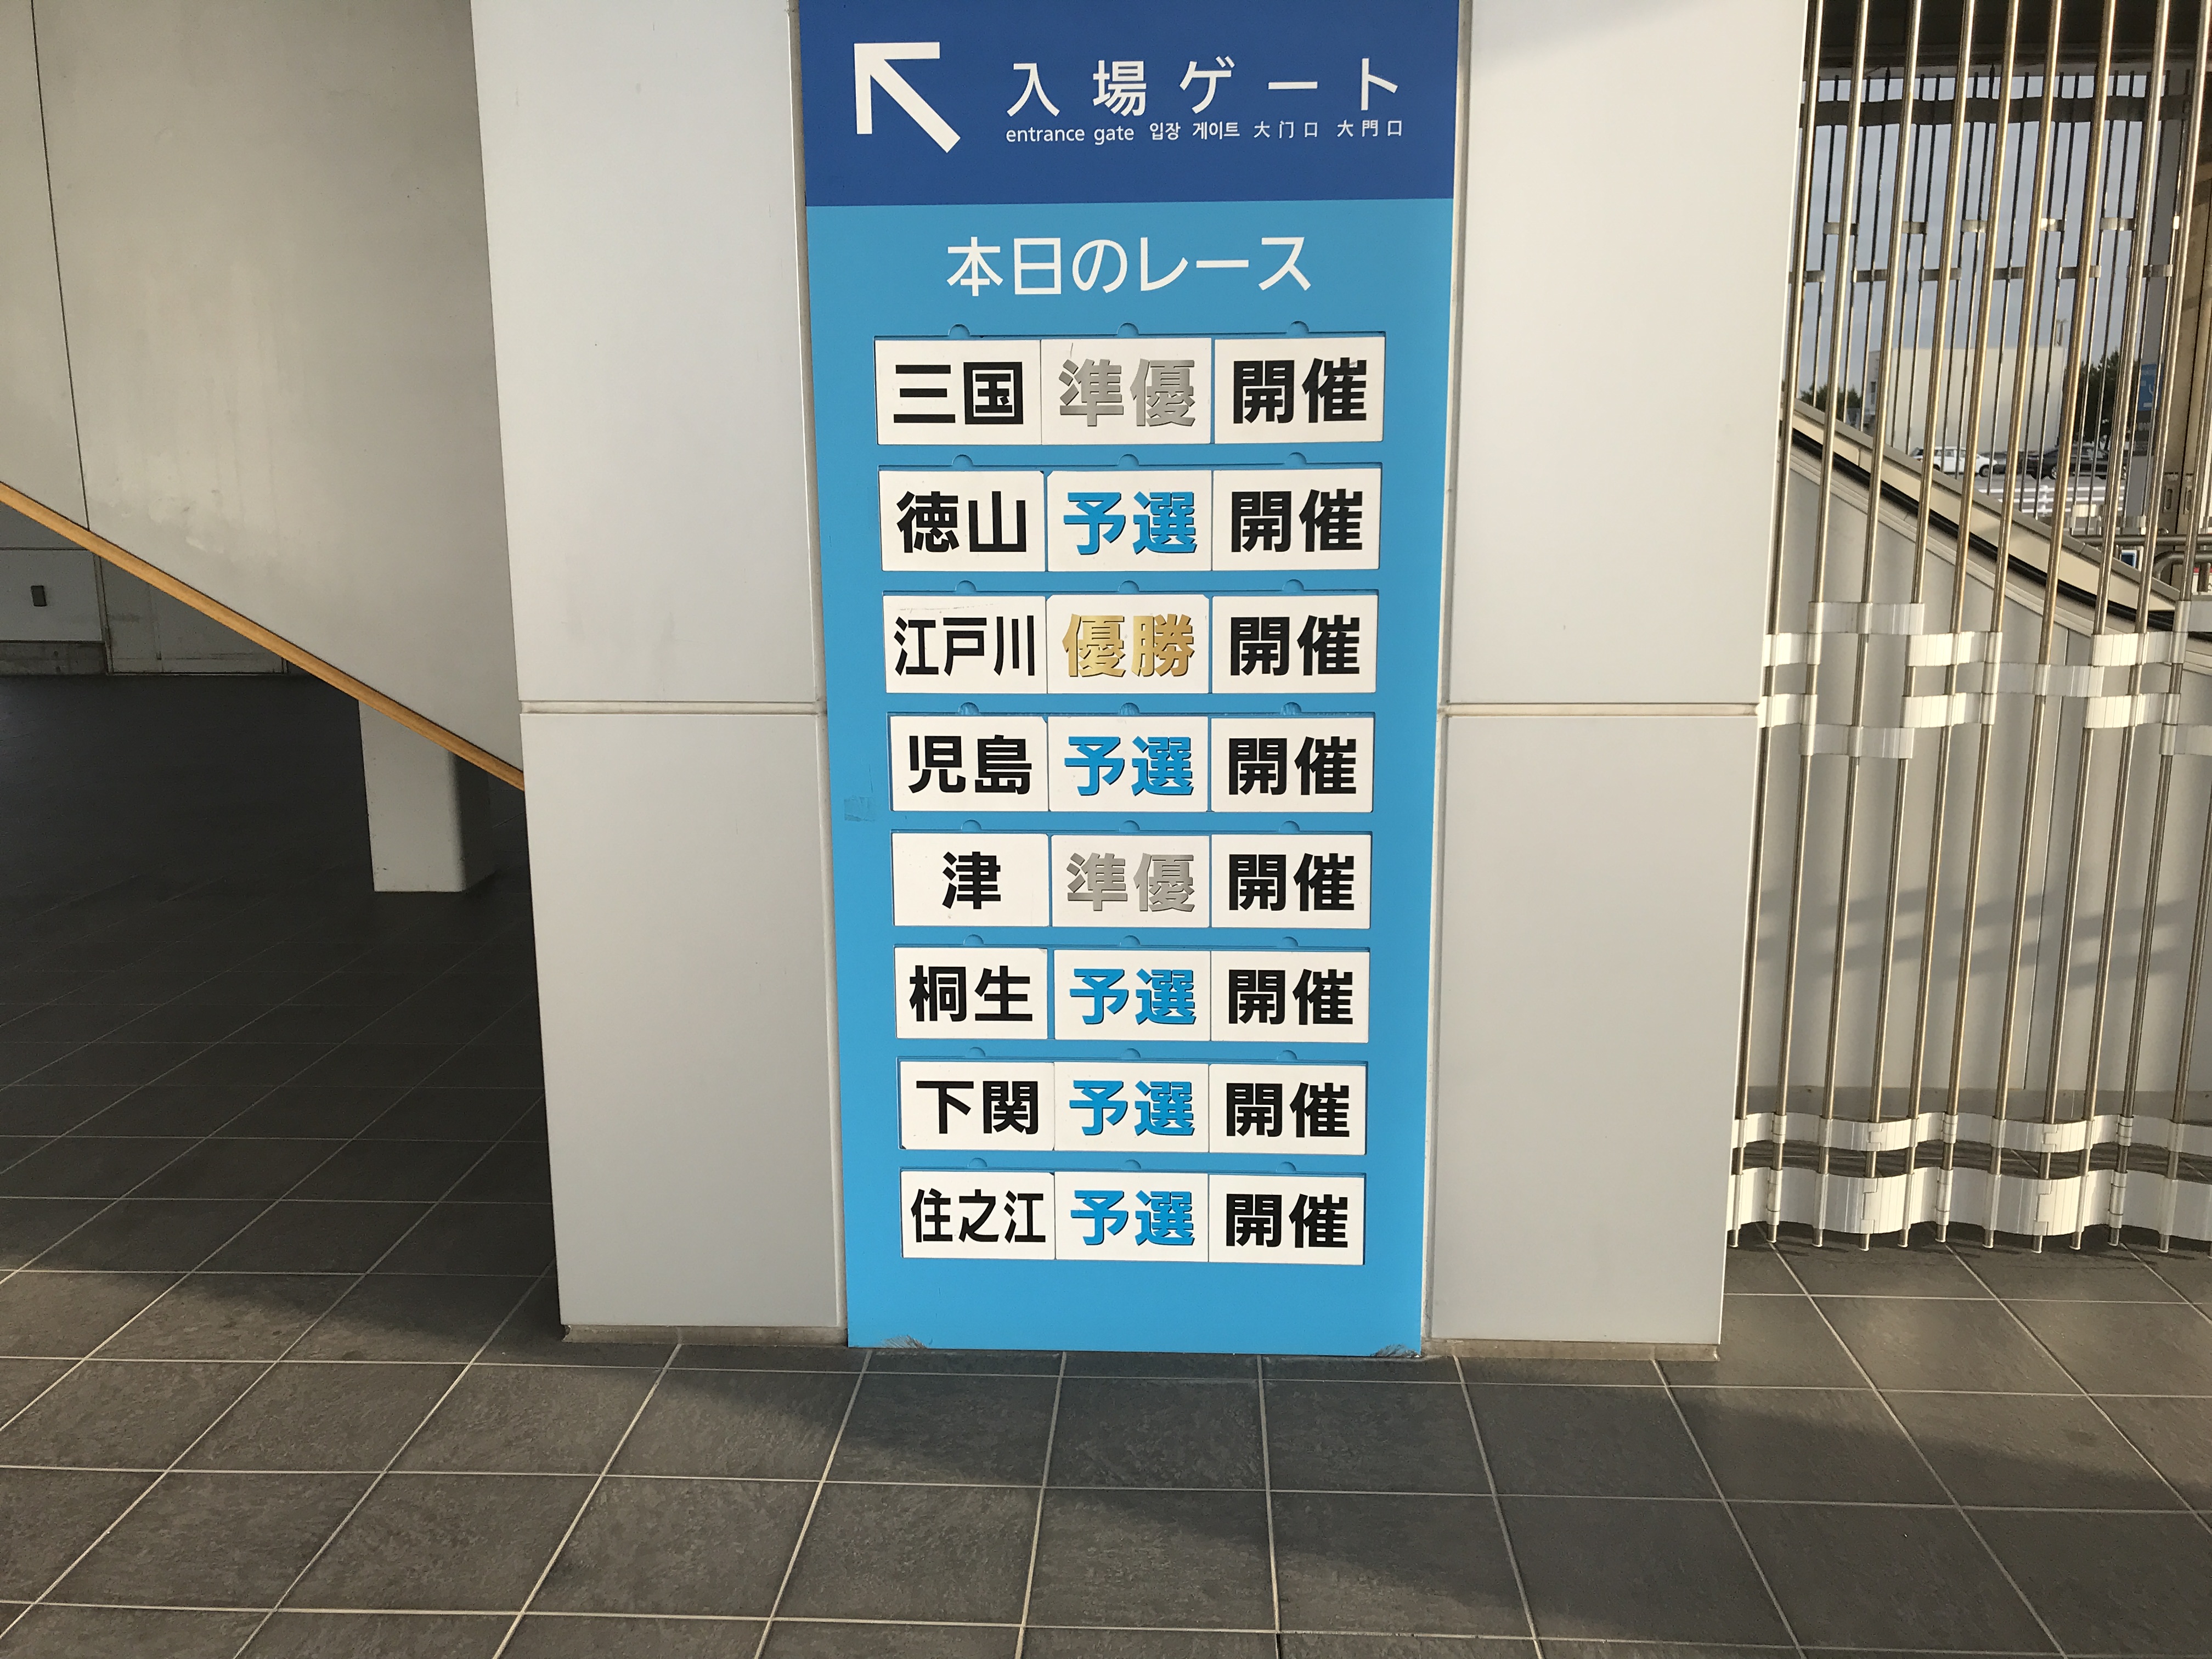 入場ゲート
entrance gate 입장 게이트 大门口 大門口
本日のレース
三国 準優 開催
徳山 予選 開催
江戸川 優勝 開催
児島 予選 開催
津 準優 開催
桐生 予選 開催
下関 予選 開催
住之江 予選 開催